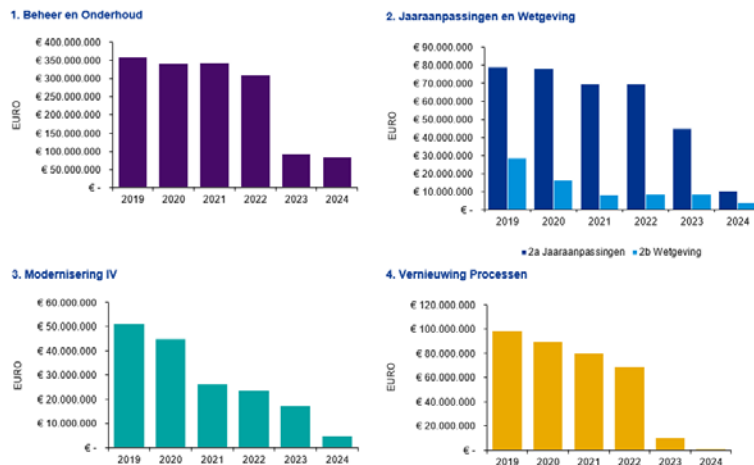 1. Beheer en Onderhoud
EURO
€ 400.000.000
€ 350.000.000
€ 300.000.000
€ 250.000.000
€ 200.000.000
€ 150.000.000
€ 100.000.000
€ 50.000.000
€ -
2019 2020 2021 2022 2023 2024
2. Jaaraanpassingen en Wetgeving
EURO
€ 90.000.000
€ 80.000.000
€ 70.000.000
€ 60.000.000
€ 50.000.000
€ 40.000.000
€ 30.000.000
€ 20.000.000
€ 10.000.000
€ -
2019 2020 2021 2022 2023 2024
2a Jaaraanpassingen 2b Wetgeving
3. Modernisering IV
EURO
€ 60.000.000
€ 50.000.000
€ 40.000.000
€ 30.000.000
€ 20.000.000
€ 10.000.000
€ -
2019 2020 2021 2022 2023 2024
4. Vernieuwing Processen
EURO
€ 120.000.000
€ 100.000.000
€ 80.000.000
€ 60.000.000
€ 40.000.000
€ 20.000.000
€ -
2019 2020 2021 2022 2023 2024